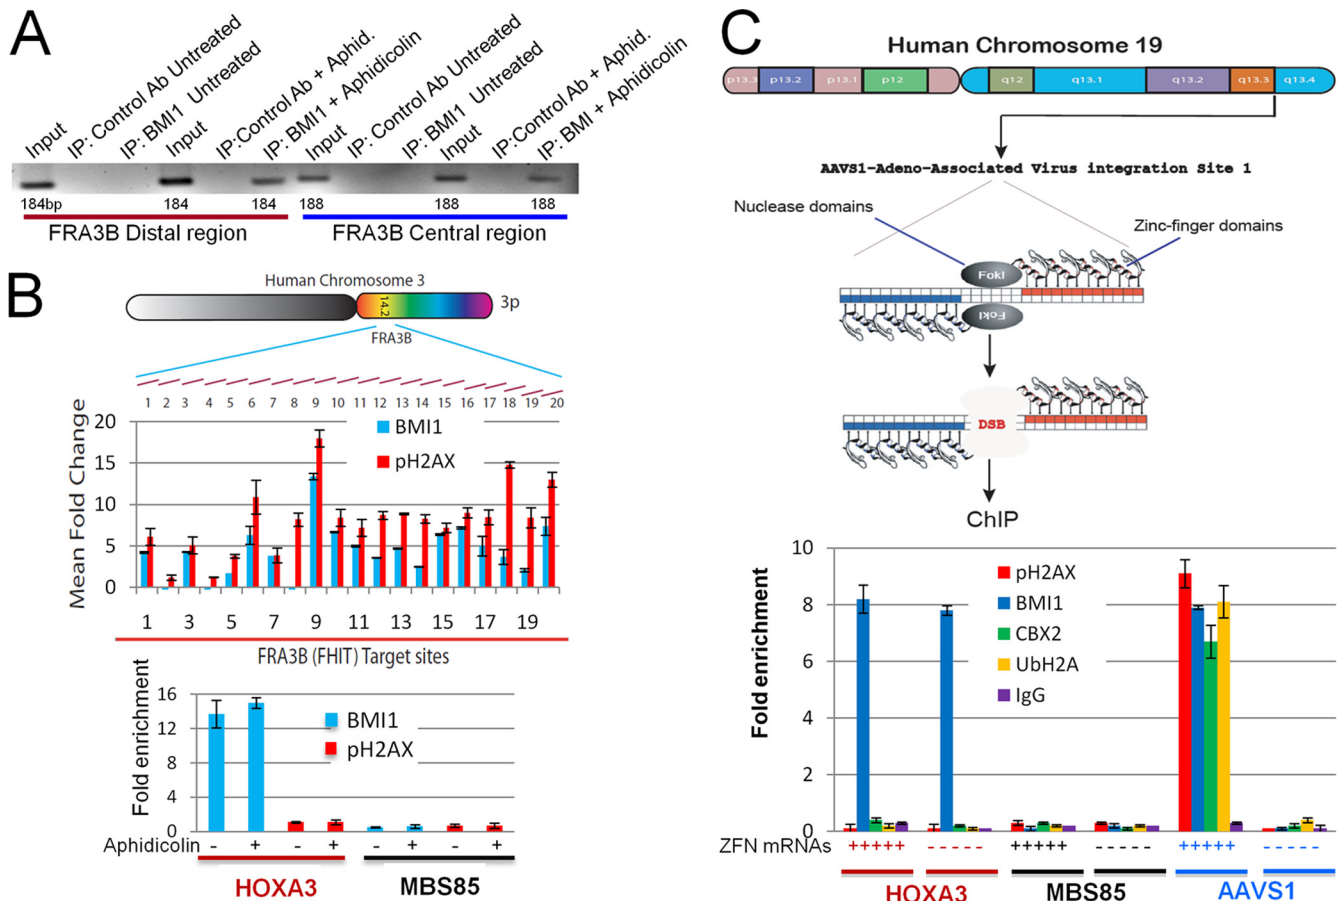 A
Input
IP: Control Ab Untreated
IP: BMI1 Untreated
Input
IP:Control Ab + Aphid.
IP: BMI1 + Aphidicolin
Input
IP: Control Ab Untreated
IP: BMI1 Untreated
Input
IP:Control Ab + Aphid.
IP: BMI + Aphidicolin
184bp 184 184 188 188 188
FRA3B Distal region FRA3B Central region
B
Human Chromosome 3
14.2
3p
FRA3B
1 2 3 4 5 6 7 8 9 10 11 12 13 14 15 16 17 18 19 20
Mean Fold Change
20
15
10
5
0
BMI1
pH2AX
1 3 5 7 9 11 13 15 17 19
FRA3B (FHIT) Target sites
Fold enrichment
16
12
8
4
0
BMI1
pH2AX
Aphidicolin - + - + - + - +
HOXA3 MBS85
C
Human Chromosome 19
p13.3 p13.2 p13.1 p12 q12 q13.1 q13.2 q13.3 q13.4
AAVS1-Adeno-Associated Virus integration Site 1
Nuclease domains
Zinc-finger domains
FokI
FokI
DSB
ChIP
Fold enrichment
10
8
6
4
2
0
pH2AX
BMI1
CBX2
UbH2A
IgG
ZFN mRNAs +++++ ----- +++++ ----- +++++ -----
HOXA3 MBS85 AAVS1